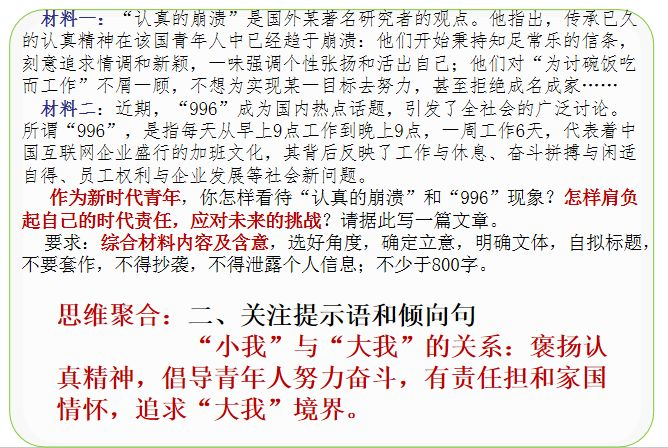 材料一：“认真的崩溃”是国外某著名研究者的观点。他指出，传承已久
的认真精神在该国青年人中已经趋于崩溃：他们开始秉持知足常乐的信条，
刻意追求情调和新颖，一味强调个性张扬和活出自己；他们对“为讨碗饭吃
而工作”不屑一顾，不想为实现某一目标去努力，甚至拒绝成名成家……
材料二：近期，“996”成为国内热点话题，引发了全社会的广泛讨论。
所谓“996”，是指每天从早上9点工作到晚上9点，一周工作6天，代表着中
国互联网企业盛行的加班文化，其背后反映了工作与休息、奋斗拼搏与闲适
自得、员工权利与企业发展等社会新问题。
作为新时代青年，你怎样看待“认真的崩溃”和“996”现象？怎样肩负
起自己的时代责任，应对未来的挑战？请据此写一篇文章。
要求：综合材料内容及含意，选好角度，确定立意，明确文体，自拟标题，
不要套作，不得抄袭，不得泄露个人信息；不少于800字。
思维聚合：二、关注提示语和倾向句
“小我”与“大我”的关系：褒扬认
真精神，倡导青年人努力奋斗，有责任担和家国
情怀，追求“大我”境界。